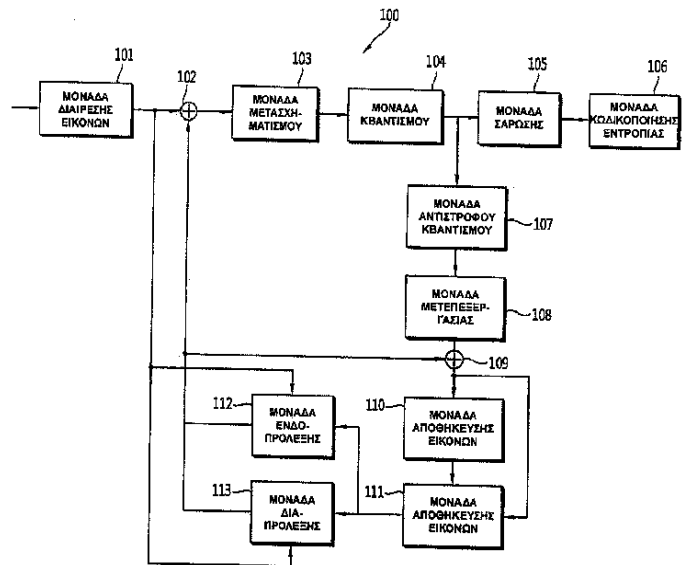 100
101
ΜΟΝΑΔΑ
ΔΙΑΙΡΕΣΗΣ
ΕΙΚΟΝΩΝ
102
103
ΜΟΝΑΔΑ
ΜΕΤΑΣΧΗ-
ΜΑΤΙΣΜΟΥ
104
ΜΟΝΑΔΑ
ΚΒΑΝΤΙΣΜΟΥ
105
ΜΟΝΑΔΑ
ΣΑΡΩΣΗΣ
106
ΜΟΝΑΔΑ
ΚΩΔΙΚΟΠΟΙΗΣΗΣ
ΕΝΤΡΟΠΙΑΣ
ΜΟΝΑΔΑ
ΑΝΤΙΣΤΡΟΦΟΥ
ΚΒΑΝΤΙΣΜΟΥ
107
ΜΟΝΑΔΑ
ΜΕΤΕΠΕΞΕΡ-
ΓΑΣΙΑΣ
108
109
112
ΜΟΝΑΔΑ
ΕΝΔΟ-
ΠΡΟΛΕΞΗΣ
110
ΜΟΝΑΔΑ
ΑΠΟΘΗΚΕΥΣΗΣ
ΕΙΚΟΝΩΝ
113
ΜΟΝΑΔΑ
ΔΙΑ-
ΠΡΟΛΕΞΗΣ
111
ΜΟΝΑΔΑ
ΑΠΟΘΗΚΕΥΣΗΣ
ΕΙΚΟΝΩΝ